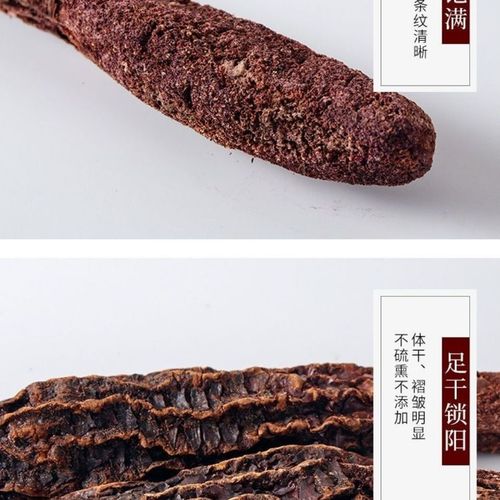 饱满
条纹清晰
足干锁阳
体干、褶皱明显
不硫熏不添加